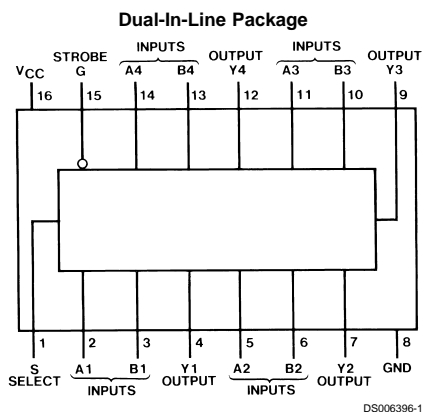 Dual-In-Line Package
INPUTS INPUTS
STROBE OUTPUT OUTPUT
VCC G A4 B4 Y4 A3 B3 Y3
16 15 14 13 12 11 10 9
1 2 3 4 5 6 7 8
S A1 B1 Y1 A2 B2 Y2 GND
SELECT INPUTS OUTPUT INPUTS OUTPUT
DS006396-1